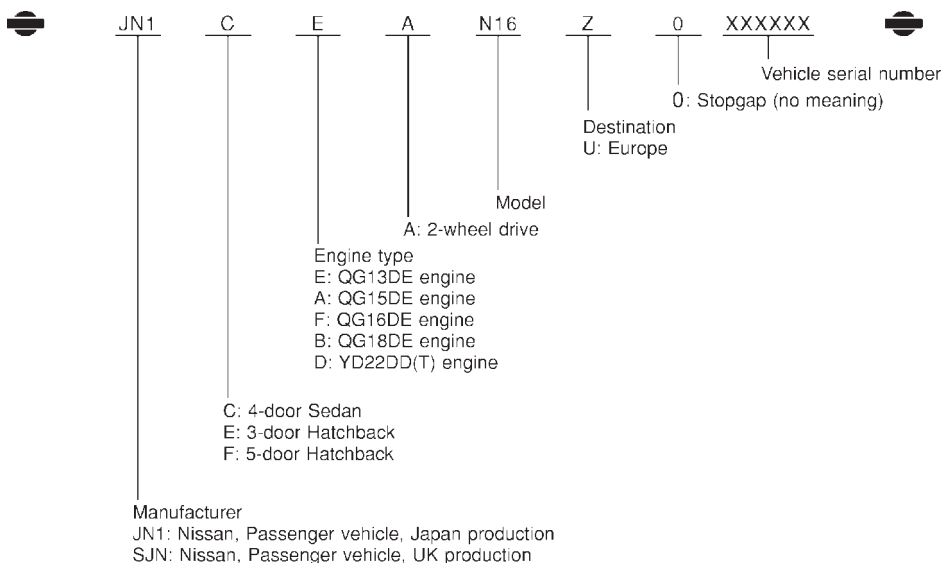 JN1 C E A N16 Z 0 XXXXXX
Vehicle serial number
0: Stopgap (no meaning)
Destination
U: Europe
Model
A: 2-wheel drive
Engine type
E: QG13DE engine
A: QG15DE engine
F: QG16DE engine
B: QG18DE engine
D: YD22DD(T) engine
C: 4-door Sedan
E: 3-door Hatchback
F: 5-door Hatchback
Manufacturer
JN1: Nissan, Passenger vehicle, Japan production
SJN: Nissan, Passenger vehicle, UK production